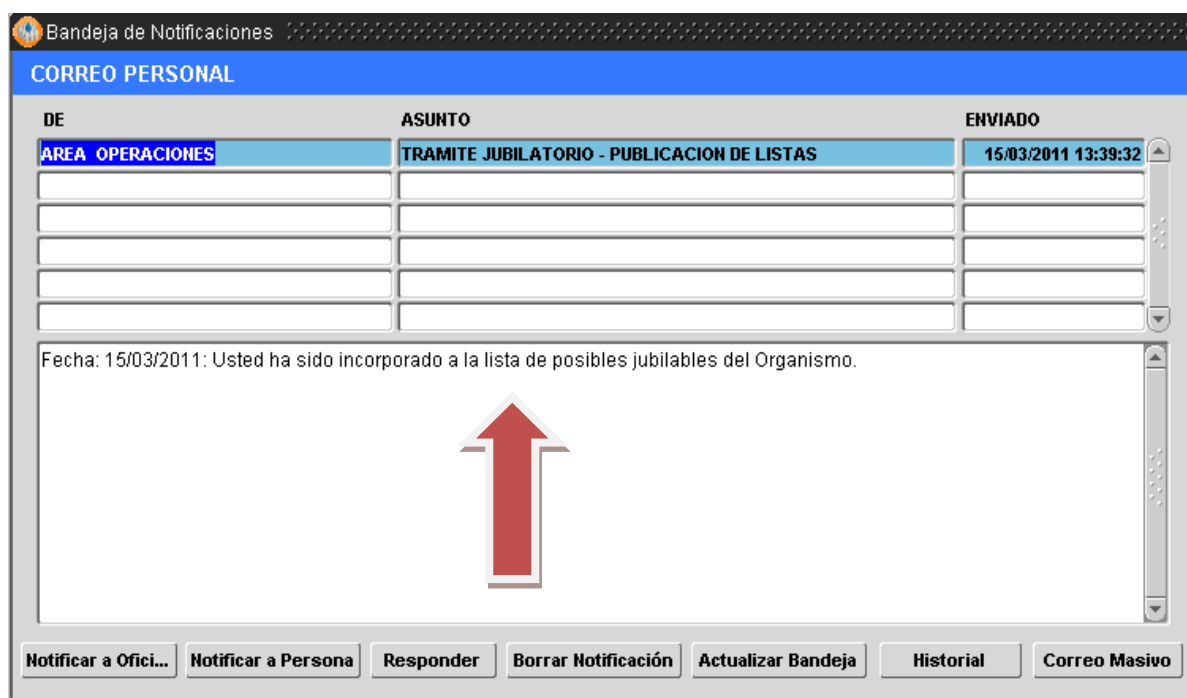 Bandeja de Notificaciones
CORREO PERSONAL
DE ASUNTO ENVIADO
AREA OPERACIONES TRAMITE JUBILATORIO - PUBLICACION DE LISTAS 15/03/2011 13:39:32
Fecha: 15/03/2011: Usted ha sido incorporado a la lista de posibles jubilables del Organismo.
Notificar a Ofici... Notificar a Persona Responder Borrar Notificación Actualizar Bandeja Historial Correo Masivo